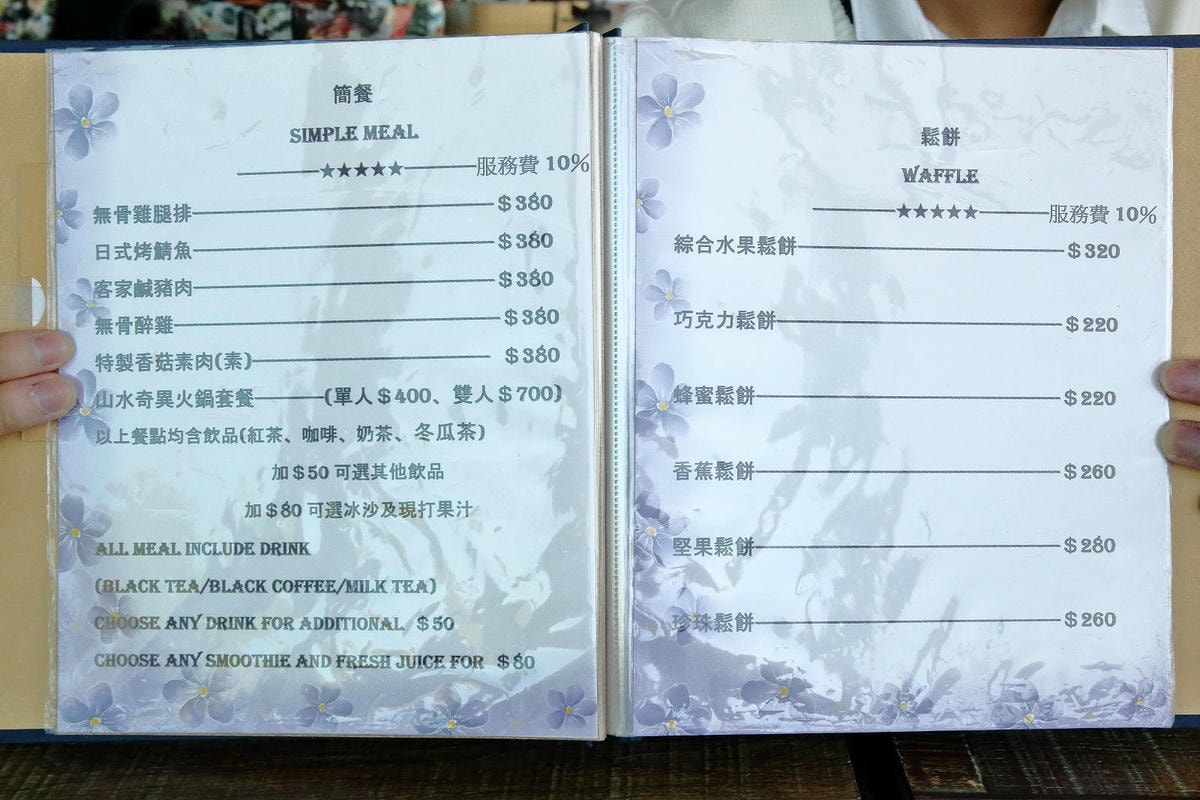 簡餐
SIMPLE MEAL
★★★★★服務費 10%
無骨雞腿排 $380
日式烤鯖魚 $380
客家鹹豬肉 $380
無骨醉雞 $380
特製香菇素肉(素) $380
山水奇異火鍋套餐 (單人$400、雙人$700)
以上餐點均含飲品(紅茶、咖啡、奶茶、冬瓜茶)
加$50可選其他飲品
加$80可選冰沙及現打果汁
ALL MEAL INCLUDE DRINK
(BLACK TEA/BLACK COFFEE/MILK TEA)
CHOOSE ANY DRINK FOR ADDITIONAL $50
CHOOSE ANY SMOOTHIE AND FRESH JUICE FOR $80
鬆餅
WAFFLE
★★★★★服務費 10%
綜合水果鬆餅 $320
巧克力鬆餅 $220
蜂蜜鬆餅 $220
香蕉鬆餅 $260
堅果鬆餅 $280
珍珠鬆餅 $260